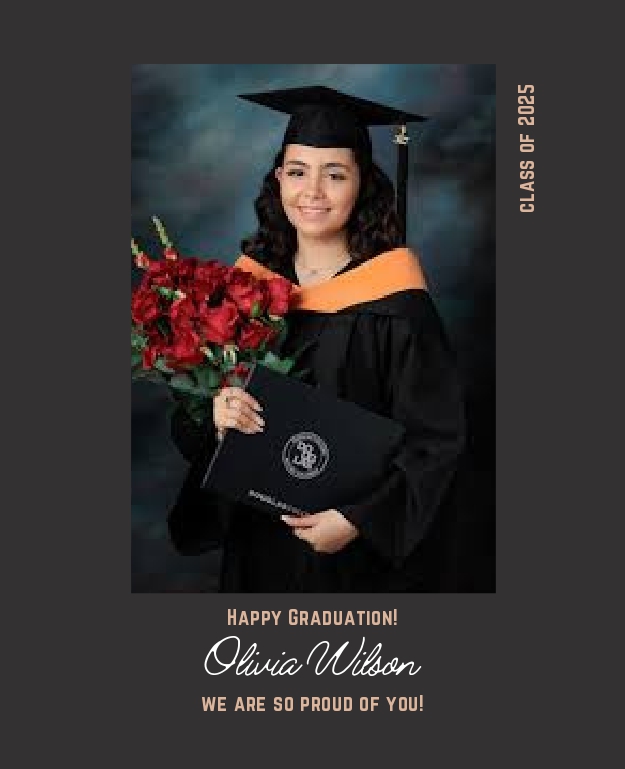 CLASS OF 2025
HAPPY GRADUATION!
Olivia Wilson
WE ARE SO PROUD OF YOU!